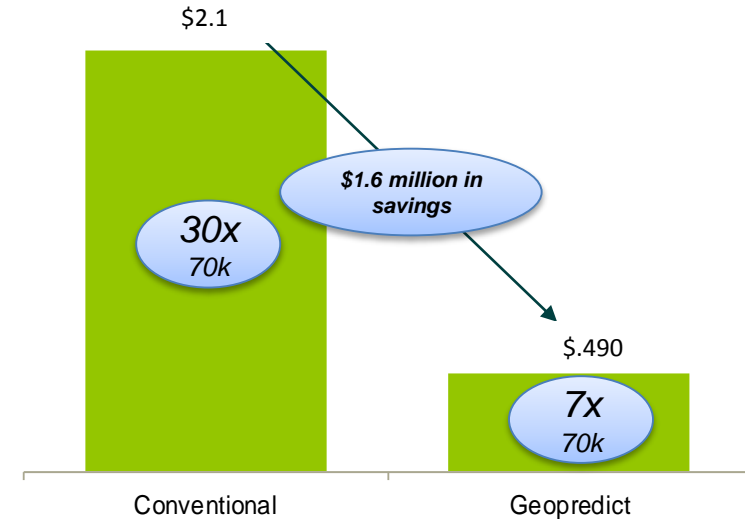 $2.1
$1.6 million in
savings
30x
70k
$.490
7x
70k
Conventional
Geopredict